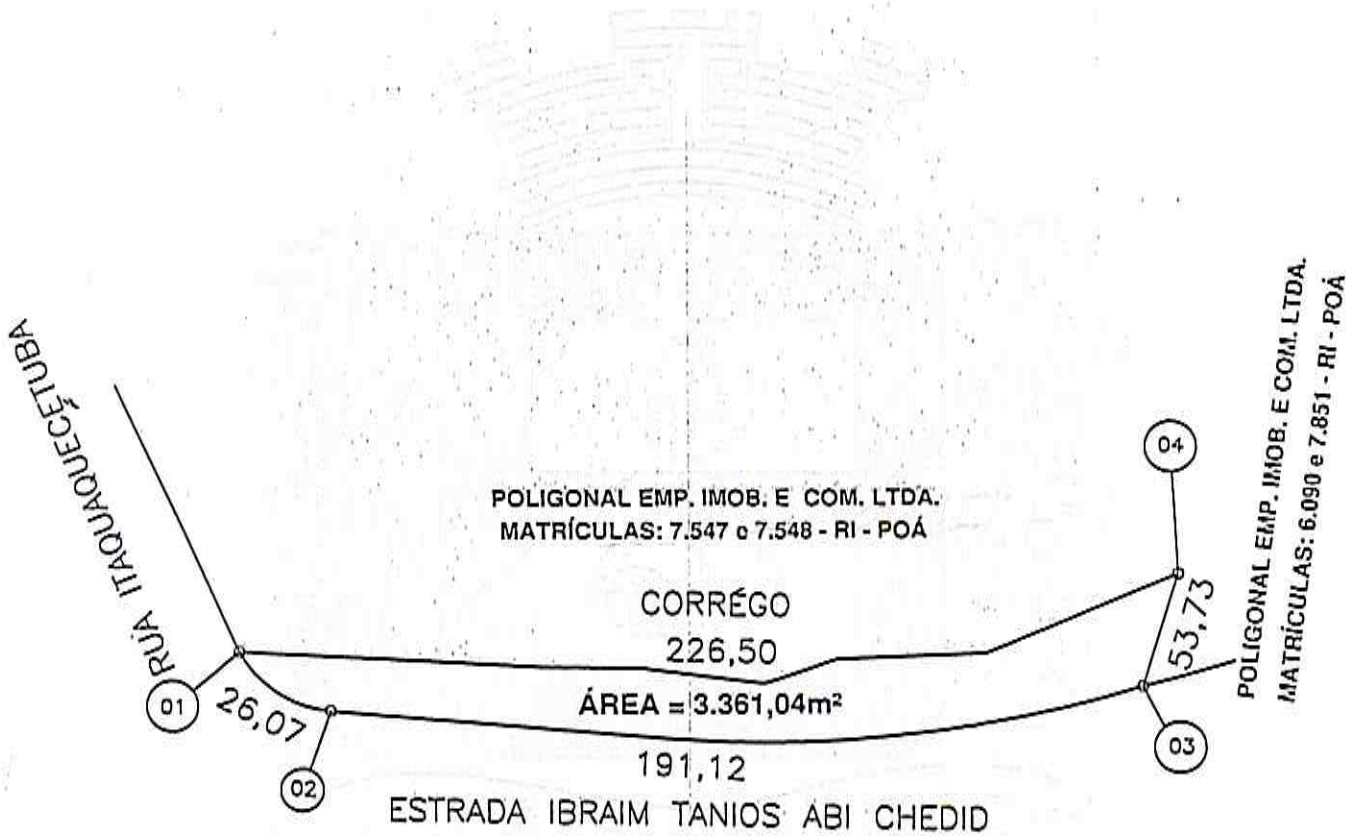 RUA ITAQUAQUEÇETUBA
POLIGONAL EMP. IMOB. E COM. LTDA.
MATRÍCULAS: 7.547 e 7.548 - RI - POÁ
CORRÉGO
226,50
ÁREA = 3.361,04m²
01
26,07
02
191,12
ESTRADA IBRAIM TANIOS ABI CHEDID
03
53,73
04
POLIGONAL EMP. IMOB. E COM. LTDA.
MATRÍCULAS: 6.090 e 7.851 - RI - POÁ